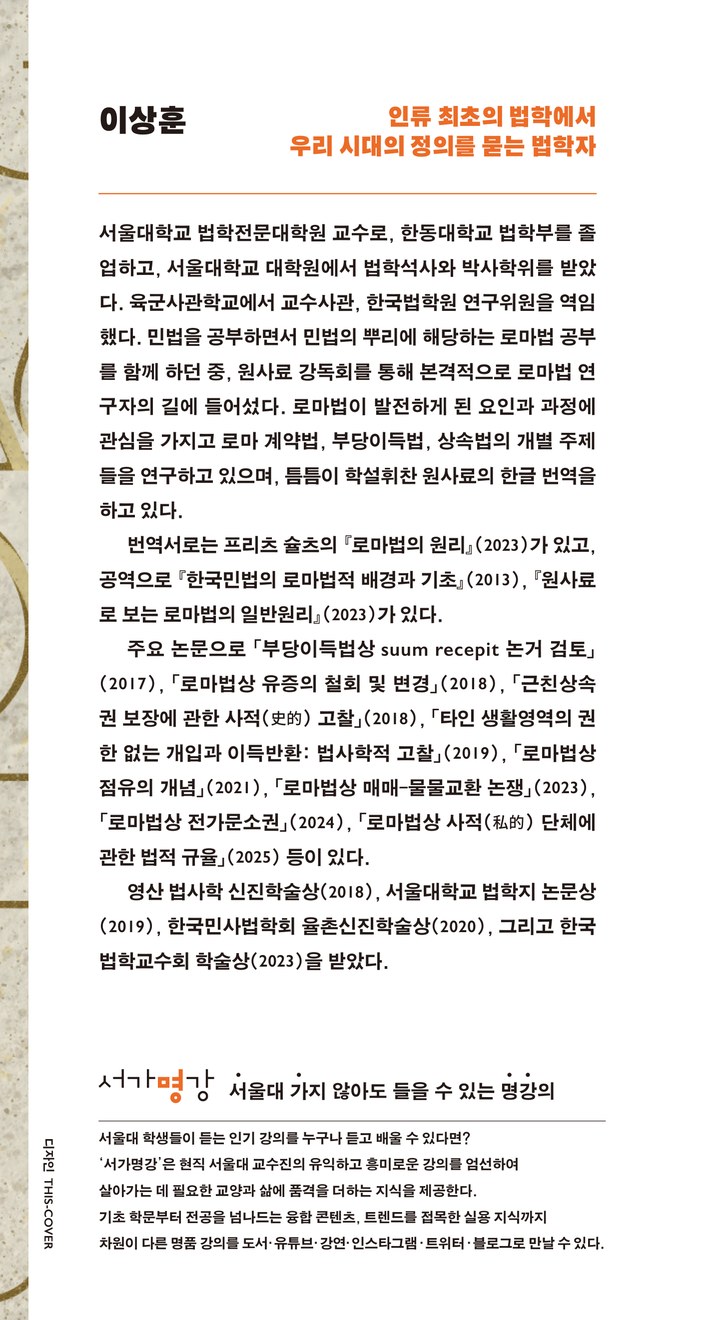 이상훈
인류 최초의 법학에서
우리 시대의 정의를 묻는 법학자
서울대학교 법학전문대학원 교수로, 한동대학교 법학부를 졸
업하고, 서울대학교 대학원에서 법학석사와 박사학위를 받았
다. 육군사관학교에서 교수사관, 한국법학원 연구위원을 역임
했다. 민법을 공부하면서 민법의 뿌리에 해당하는 로마법 공부
를 함께 하던 중, 원사료 강독회를 통해 본격적으로 로마법 연
구자의 길에 들어섰다. 로마법이 발전하게 된 요인과 과정에
관심을 가지고 로마 계약법, 부당이득법, 상속법의 개별 주제
들을 연구하고 있으며, 틈틈이 학설휘찬 원사료의 한글 번역을
하고 있다.
번역서로는 프리츠 슐츠의 『로마법의 원리』(2023)가 있고,
공역으로 『한국민법의 로마법적 배경과 기초』(2013), 『원사료
로 보는 로마법의 일반원리』(2023)가 있다.
주요 논문으로 「부당이득법상 suum recepit 논거 검토」
(2017), 「로마법상 유증의 철회 및 변경」(2018), 「근친상속
권 보장에 관한 사적(史的) 고찰」(2018), 「타인 생활영역의 권
한 없는 개입과 이득반환: 법사학적 고찰」(2019), 「로마법상
점유의 개념」(2021), 「로마법상 매매-물물교환 논쟁」(2023),
「로마법상 전가문소권」(2024), 「로마법상 사적(私的) 단체에
관한 법적 규율」(2025) 등이 있다.
영산 법사학 신진학술상(2018), 서울대학교 법학지 논문상
(2019), 한국민사법학회 율촌신진학술상(2020), 그리고 한국
법학교수회 학술상(2023)을 받았다.
서가명강 서울대 가지 않아도 들을 수 있는 명강의
서울대 학생들이 듣는 인기 강의를 누구나 듣고 배울 수 있다면?
‘서가명강’은 현직 서울대 교수진의 유익하고 흥미로운 강의를 엄선하여
살아가는 데 필요한 교양과 삶에 품격을 더하는 지식을 제공한다.
기초 학문부터 전공을 넘나드는 융합 콘텐츠, 트렌드를 접목한 실용 지식까지
차원이 다른 명품 강의를 도서·유튜브·강연·인스타그램·트위터·블로그로 만날 수 있다.
디자인 THIS-COVER